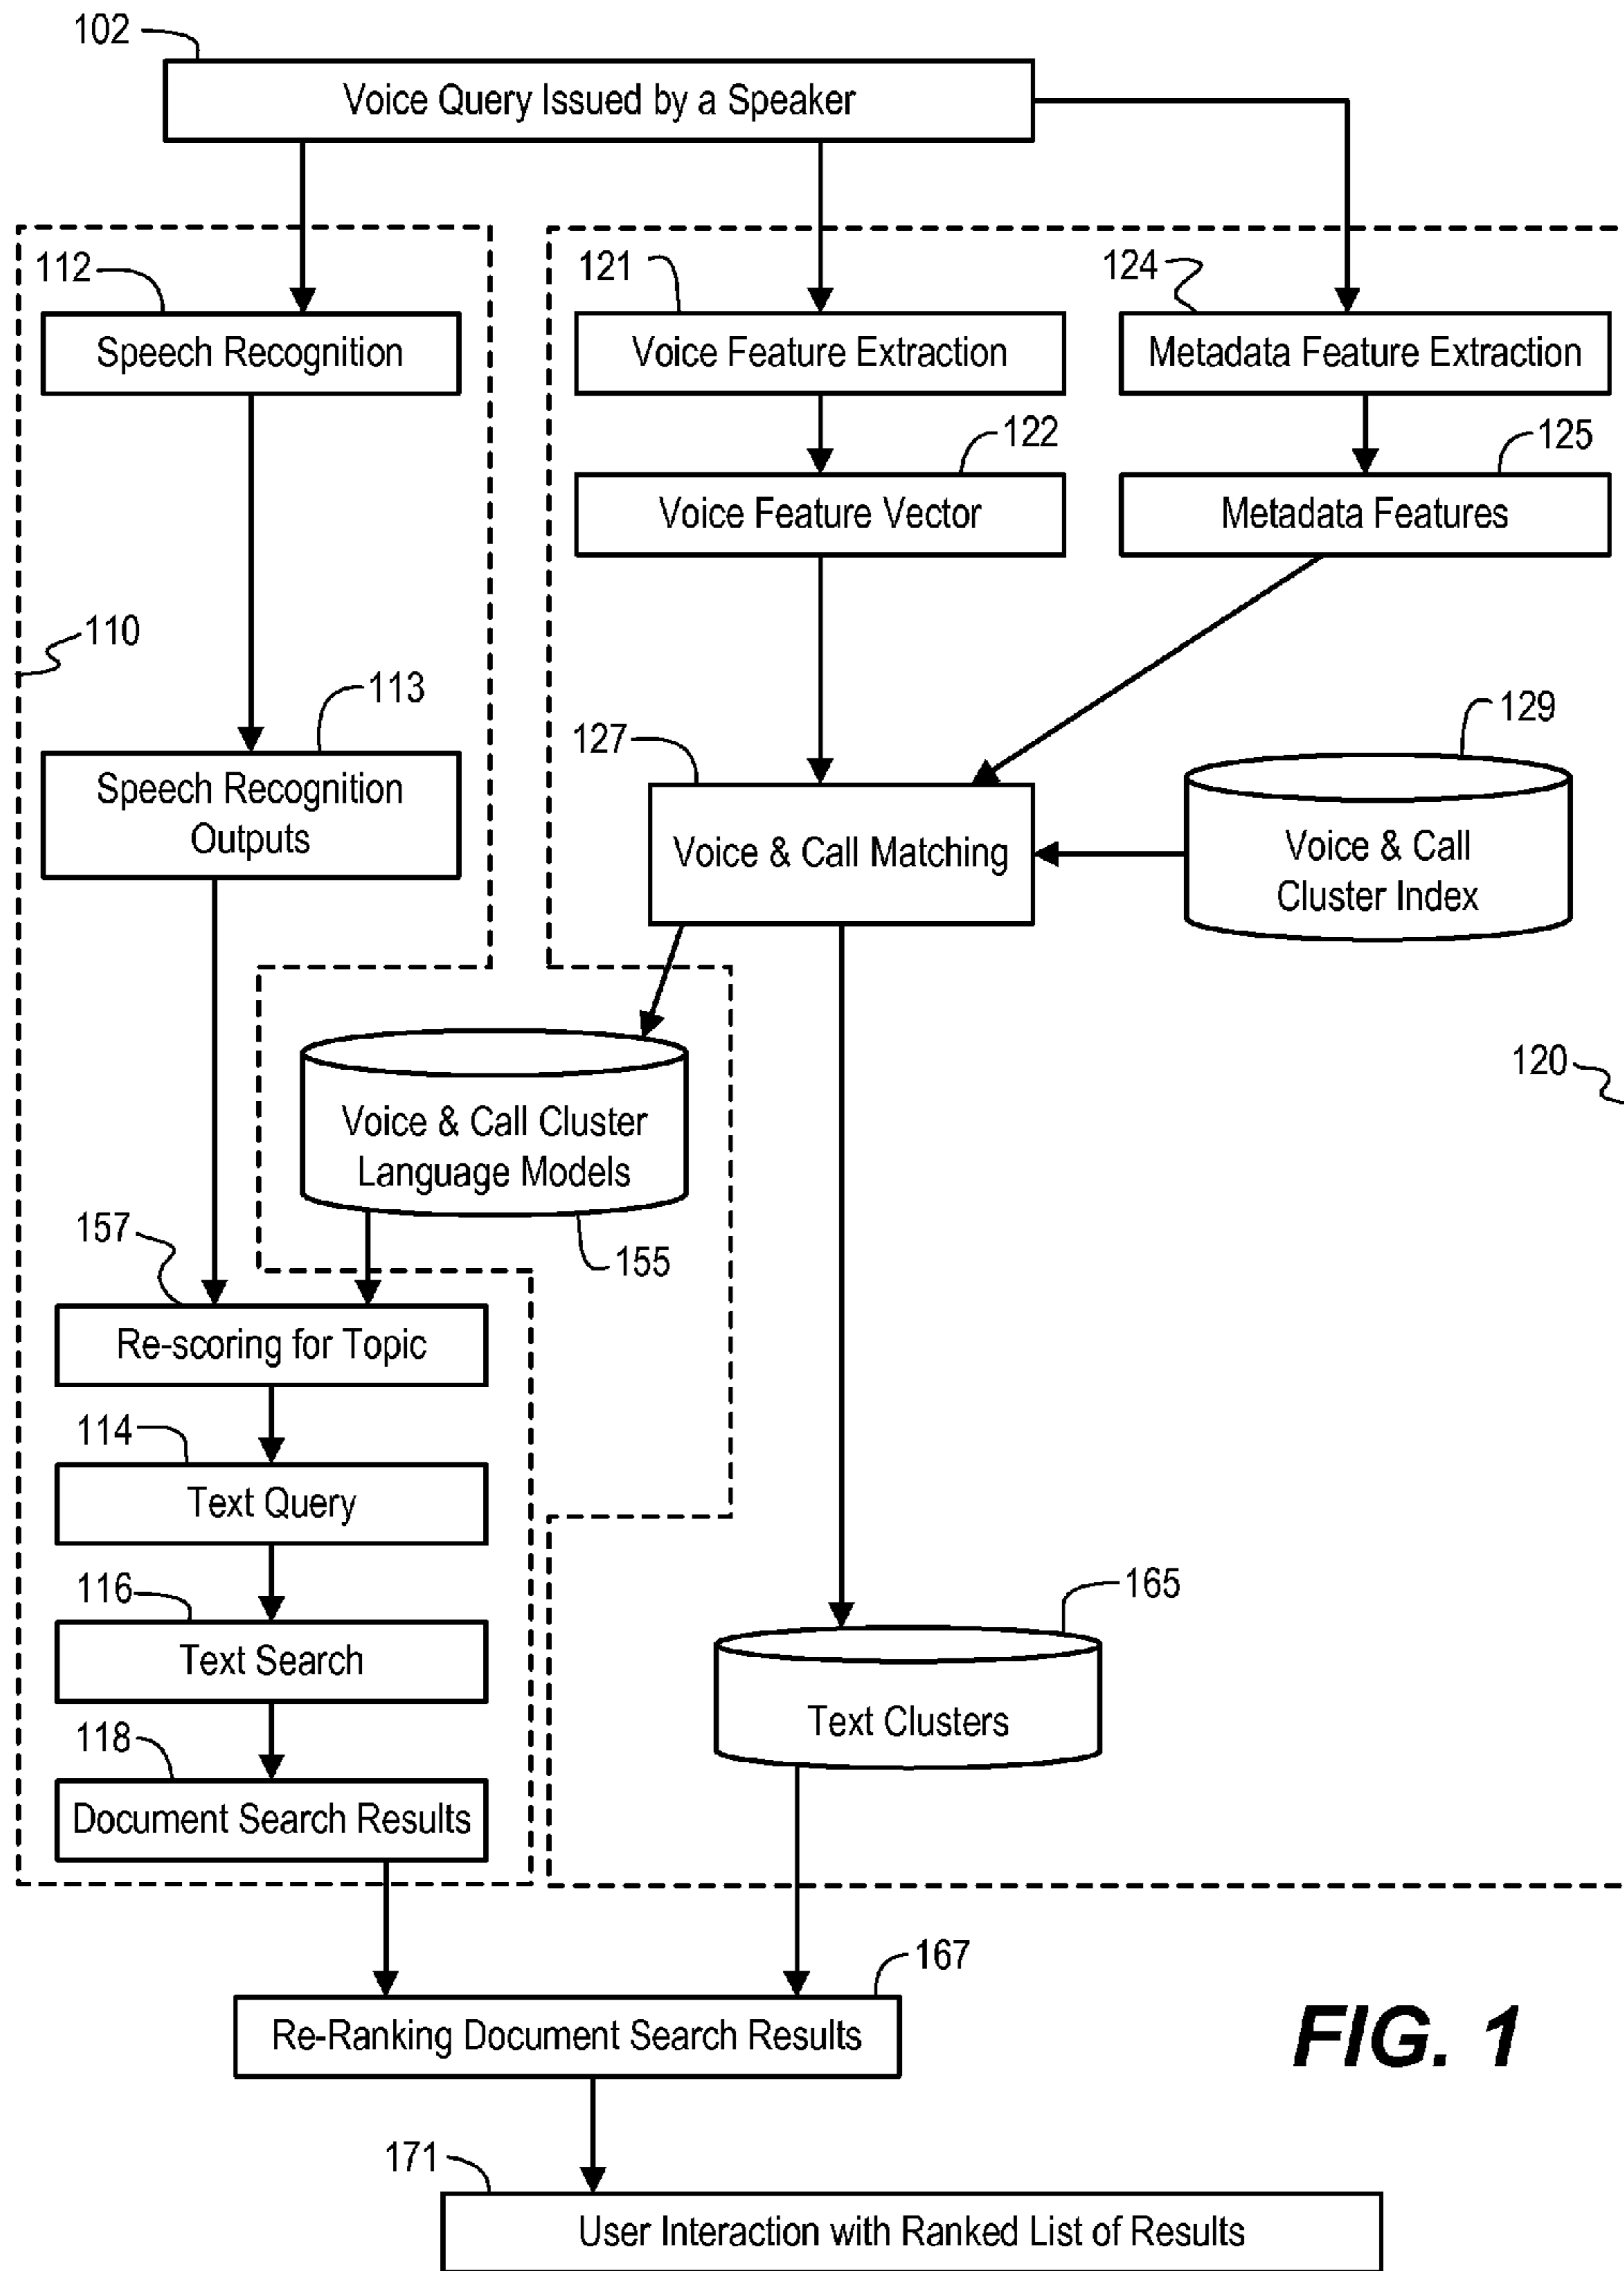 102
Voice Query Issued by a Speaker
112
121
124
Speech Recognition
Voice Feature Extraction
Metadata Feature Extraction
122
125
Voice Feature Vector
Metadata Features
110
113
127
129
Speech Recognition
Outputs
Voice & Call Matching
Voice & Call
Cluster Index
120
Voice & Call Cluster
Language Models
157
155
Re-scoring for Topic
114
Text Query
116
165
Text Search
Text Clusters
118
Document Search Results
167
Re-Ranking Document Search Results
FIG. 1
171
User Interaction with Ranked List of Results